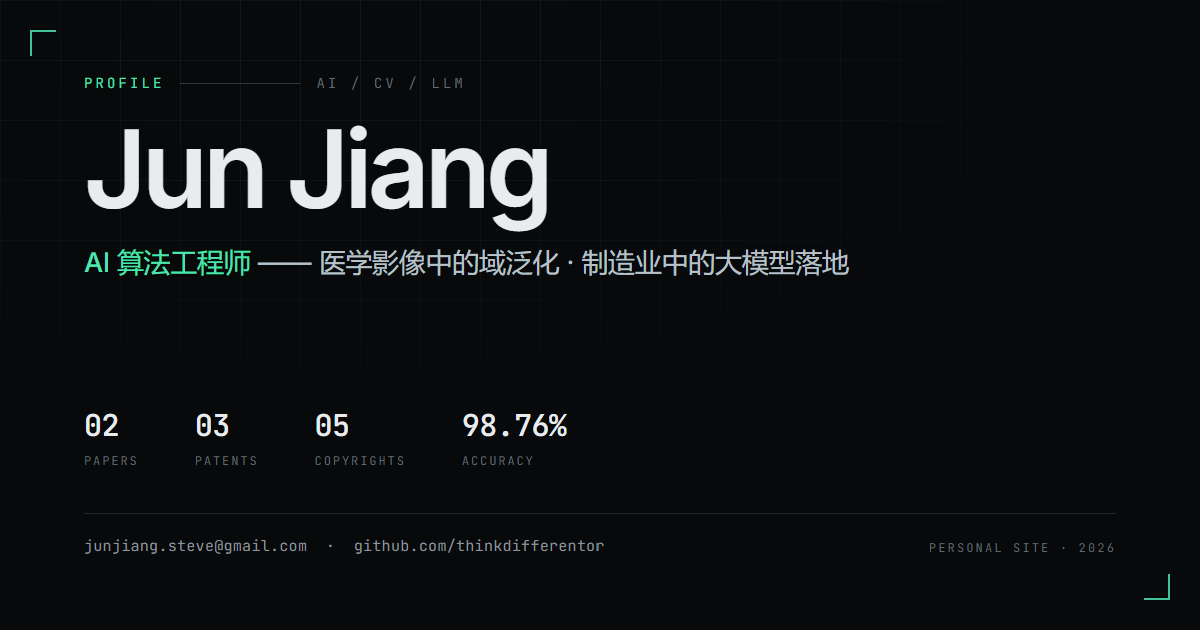 PROFILE AI / CV / LLM
Jun Jiang
AI 算法工程师 —— 医学影像中的域泛化 · 制造业中的大模型落地
02 03 05 98.76%
PAPERS PATENTS COPYRIGHTS ACCURACY
junjiang.steve@gmail.com · github.com/thinkdifferentor PERSONAL SITE · 2026